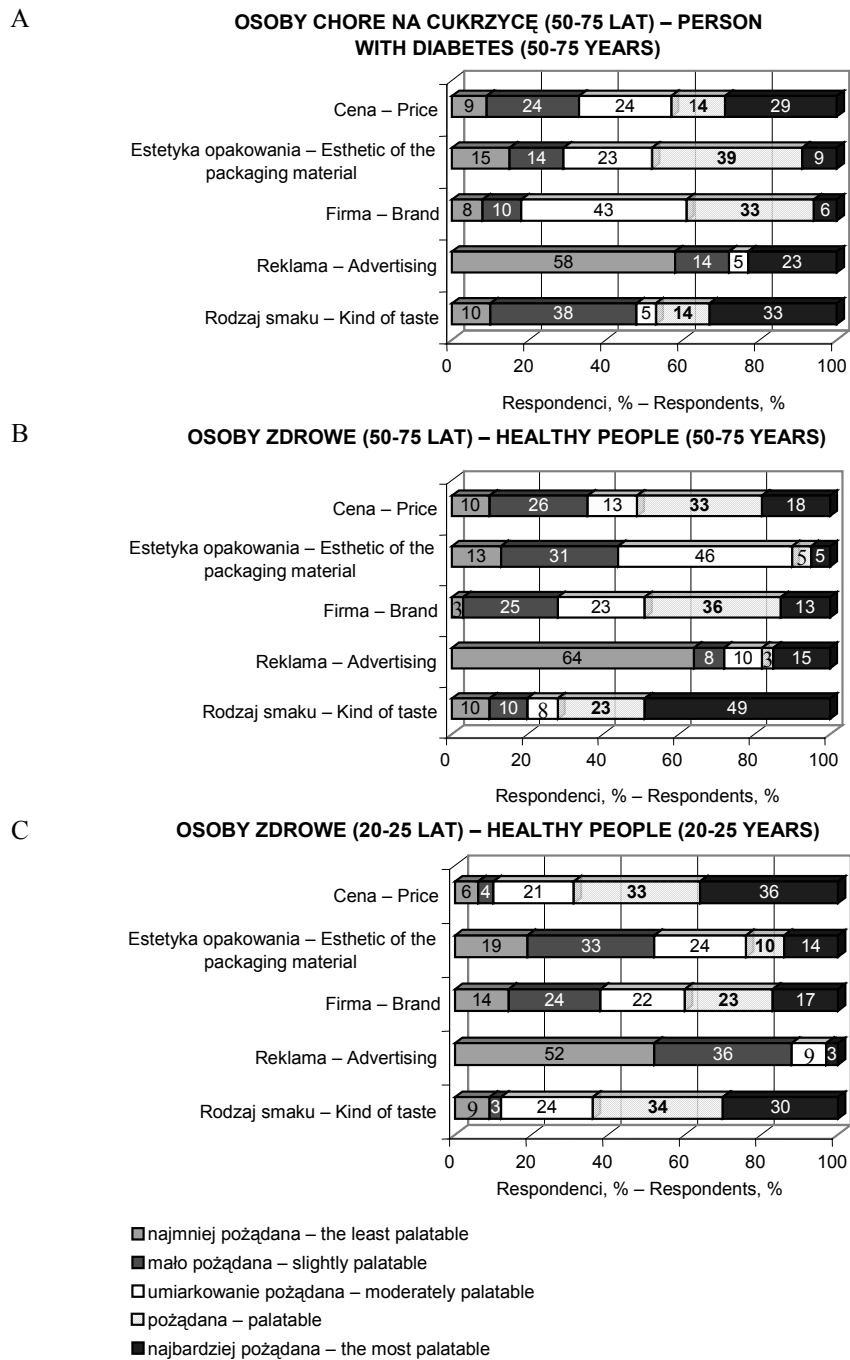 A
OSOBY CHORE NA CUKRZYCĘ (50-75 LAT) – PERSON
WITH DIABETES (50-75 YEARS)
Cena – Price
9 24 24 14 29
Estetyka opakowania – Esthetic of the
packaging material
15 14 23 39 9
Firma – Brand
8 10 43 33 6
Reklama – Advertising
58 14 5 23
Rodzaj smaku – Kind of taste
10 38 5 14 33
0 20 40 60 80 100
Respondenci, % – Respondents, %
B
OSOBY ZDROWE (50-75 LAT) – HEALTHY PEOPLE (50-75 YEARS)
Cena – Price
10 26 13 33 18
Estetyka opakowania – Esthetic of the
packaging material
13 31 46 5 5
Firma – Brand
3 25 23 36 13
Reklama – Advertising
64 8 10 3 15
Rodzaj smaku – Kind of taste
10 10 8 23 49
0 20 40 60 80 100
Respondenci, % – Respondents, %
C
OSOBY ZDROWE (20-25 LAT) – HEALTHY PEOPLE (20-25 YEARS)
Cena – Price
6 4 21 33 36
Estetyka opakowania – Esthetic of the
packaging material
19 33 24 10 14
Firma – Brand
14 24 22 23 17
Reklama – Advertising
52 36 9 3
Rodzaj smaku – Kind of taste
9 3 24 34 30
0 20 40 60 80 100
Respondenci, % – Respondents, %
najmniej pożądana – the least palatable
mało pożądana – slightly palatable
umiarkowanie pożądana – moderately palatable
pożądana – palatable
najbardziej pożądana – the most palatable